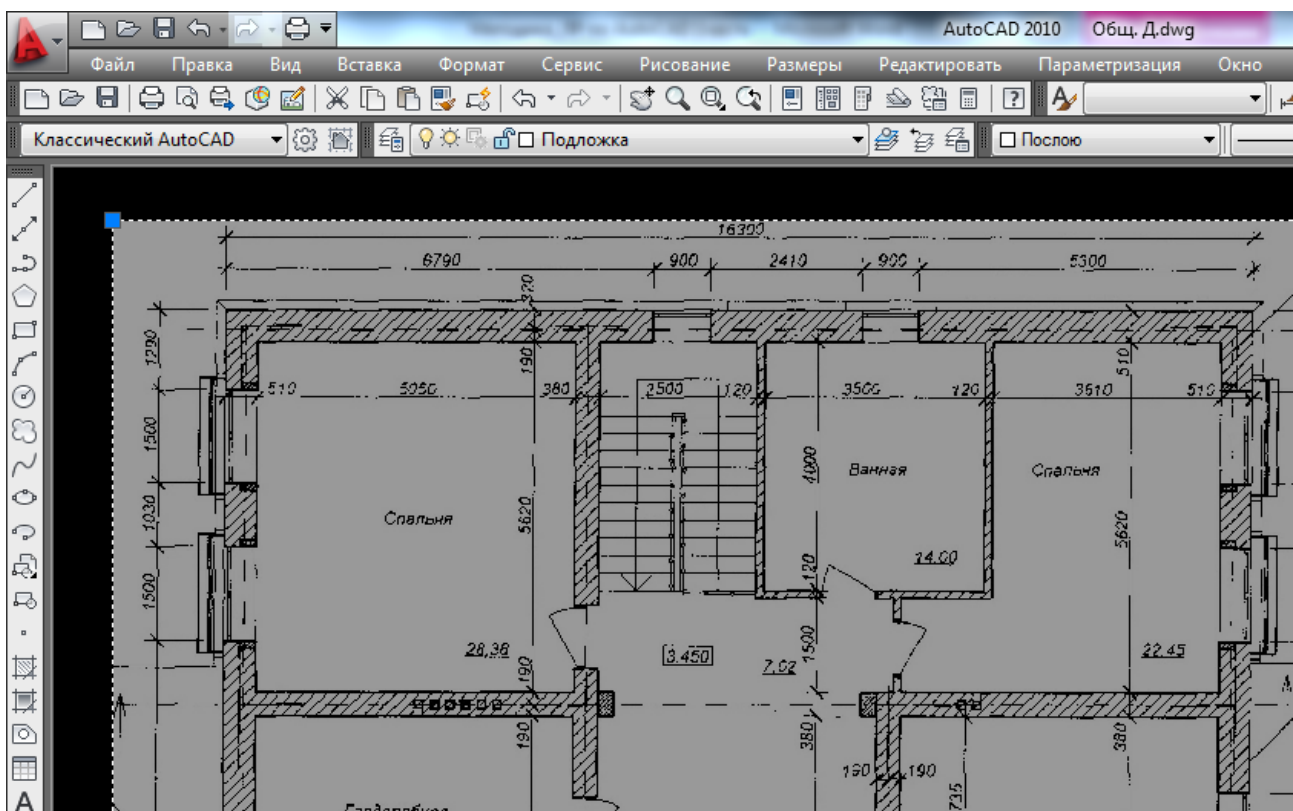 AutoCAD 2010 Общ. Д.dwg
Файл Правка Вид Вставка Формат Сервис Рисование Размеры Редактировать Параметризация Окно
Классический AutoCAD Подложка Послою
16300
6790 900 2410 900 5300
320
1290 190 510
510 5050 380 2500 120 3500 120 3610 510
1500
4000
Ванная Спальня
Спальня
1030 5620 5620
14.00
120
1500
28,38 3.450 7,02 1500 22.45
190
190 380 380
190 190
735
A